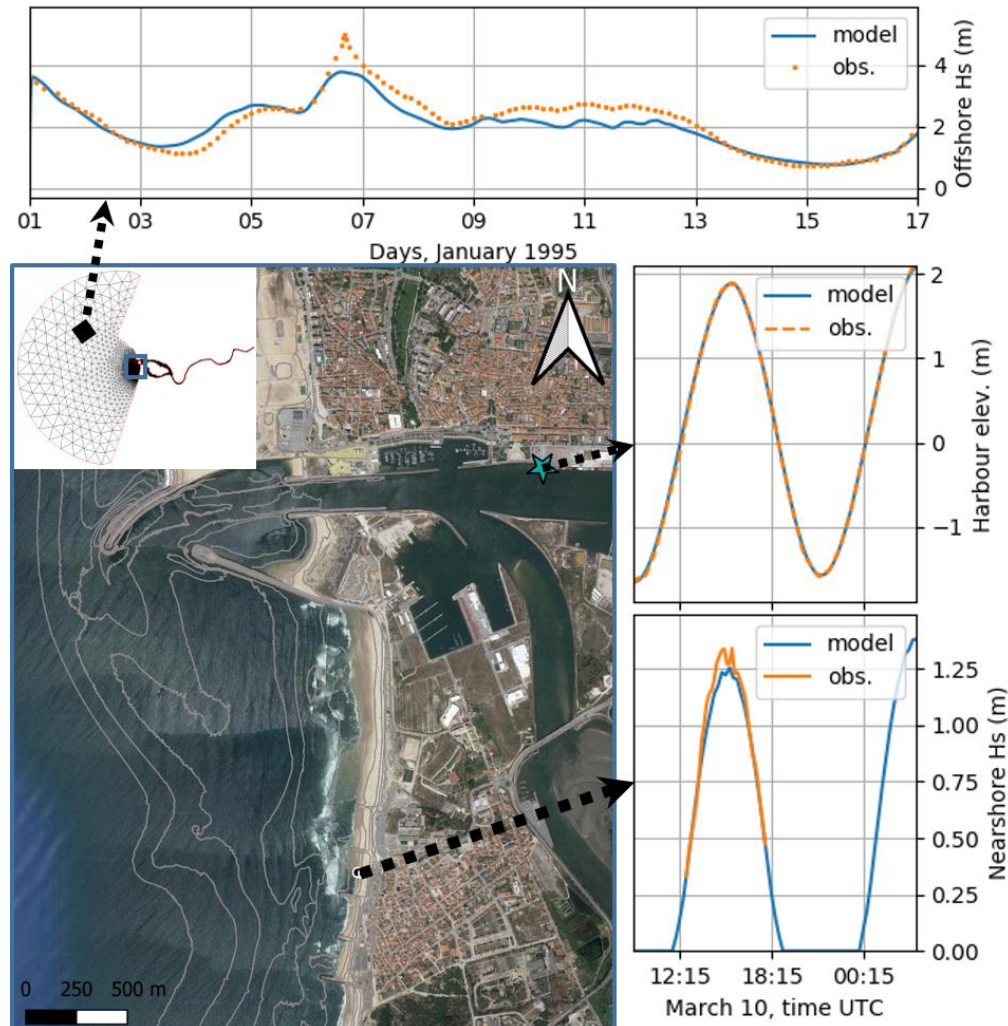 model
obs.
4
2
0
Offshore Hs (m)
01 03 05 07 09 11 13 15 17
Days, January 1995
N
model
obs.
2
1
0
−1
Harbour elev. (m)
model
obs.
1.25
1.00
0.75
0.50
0.25
0.00
Nearshore Hs (m)
12:15 18:15 00:15
March 10, time UTC
0 250 500 m